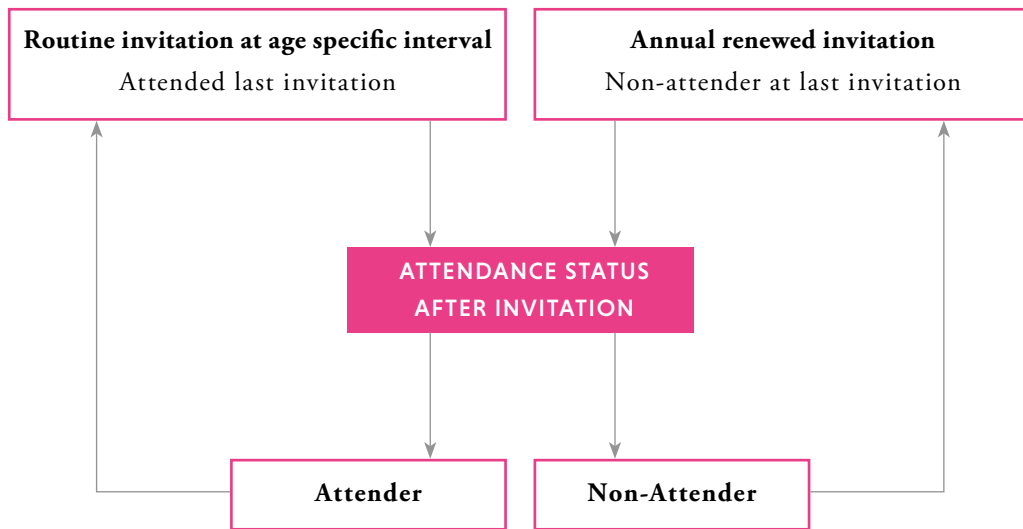 Routine invitation at age specific interval
Attended last invitation
Annual renewed invitation
Non-attender at last invitation
ATTENDANCE STATUS
AFTER INVITATION
Attender
Non-Attender